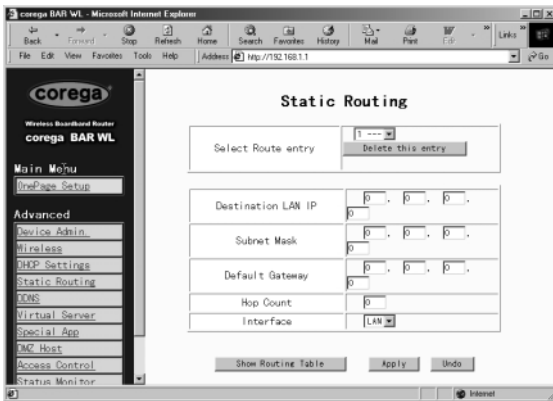 corega BAR WL - Microsoft Internet Explorer
Back Forward Stop Refresh Home Search Favorites History Mail Print Edit » Links »
File Edit View Favorites Tools Help Address http://192.168.1.1 Go
corega
Wireless Boardband Router
corega BAR WL
Main Menu
OnePage Setup
Advanced
Device Admin.
Wireless
DHCP Settings
Static Routing
DDNS
Virtual Server
Special App
DMZ Host
Access Control
Status Monitor
Static Routing
Select Route entry 1 ---
Delete this entry
Destination LAN IP 0 . 0 . 0 .
0
Subnet Mask 0 . 0 . 0 .
0
Default Gateway 0 . 0 . 0 .
0
Hop Count 0
Interface LAN
Show Routing Table Apply Undo
Internet